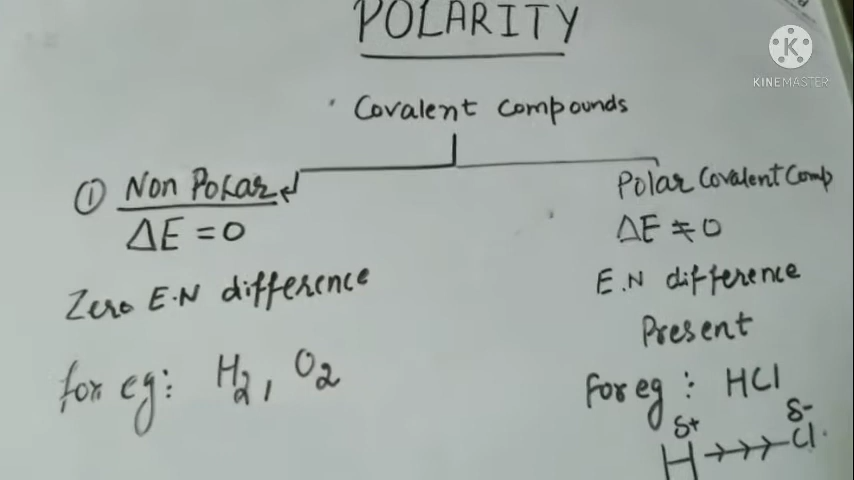 POLARITY
K
KINEMASTER
Covalent Compounds
① Non Polar
ΔE = 0
Zero E.N difference
for eg: H2, O2
Polar Covalent Comp
ΔE ≠ 0
E.N difference
Present
For eg: HCl
δ+ δ-
H →→→ Cl.